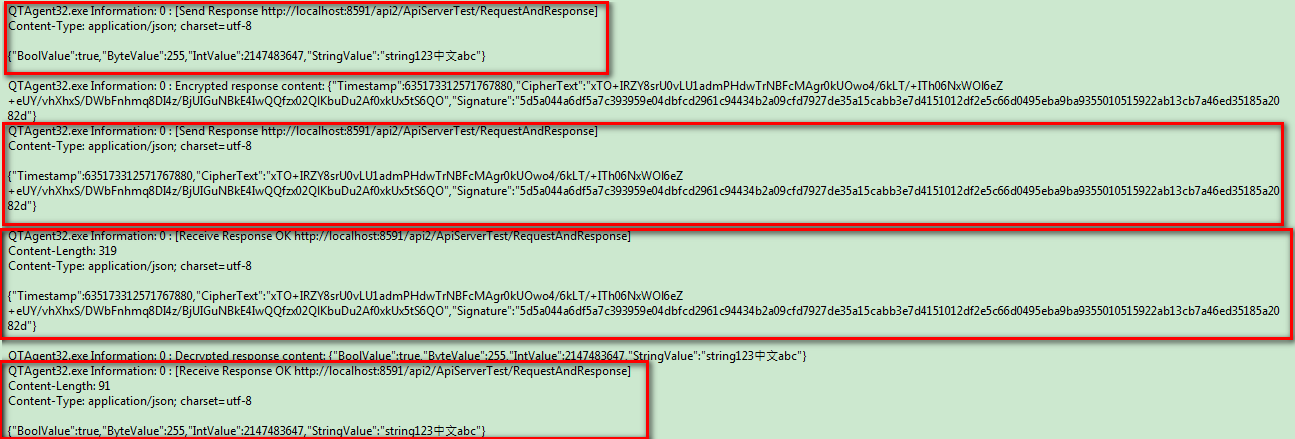 QTAgent32.exe Information: 0 : [Send Response http://localhost:8591/api2/ApiServerTest/RequestAndResponse]
Content-Type: application/json; charset=utf-8
{"BoolValue":true,"ByteValue":255,"IntValue":2147483647,"StringValue":"string123中文abc"}
QTAgent32.exe Information: 0 : Encrypted response content: {"Timestamp":635173312571767880,"CipherText":"xTO+IRZY8srU0vLU1admPHdwTrNBFcMAgr0kUOwo4/6kLT/+ITh06NxWOl6eZ
+eUY/vhXhxS/DWbFnhmq8DI4z/BjUIGuNBkE4IwQQfzx02QIKbuDu2Af0xkUx5tS6QO","Signature":"5d5a044a6df5a7c393959e04dbfcd2961c94434b2a09cfd7927de35a15cabb3e7d4151012df2e5c66d0495eba9ba9355010515922ab13cb7a46ed35185a20
82d"}
QTAgent32.exe Information: 0 : [Send Response http://localhost:8591/api2/ApiServerTest/RequestAndResponse]
Content-Type: application/json; charset=utf-8
{"Timestamp":635173312571767880,"CipherText":"xTO+IRZY8srU0vLU1admPHdwTrNBFcMAgr0kUOwo4/6kLT/+ITh06NxWOl6eZ
+eUY/vhXhxS/DWbFnhmq8DI4z/BjUIGuNBkE4IwQQfzx02QIKbuDu2Af0xkUx5tS6QO","Signature":"5d5a044a6df5a7c393959e04dbfcd2961c94434b2a09cfd7927de35a15cabb3e7d4151012df2e5c66d0495eba9ba9355010515922ab13cb7a46ed35185a20
82d"}
QTAgent32.exe Information: 0 : [Receive Response OK http://localhost:8591/api2/ApiServerTest/RequestAndResponse]
Content-Length: 319
Content-Type: application/json; charset=utf-8
{"Timestamp":635173312571767880,"CipherText":"xTO+IRZY8srU0vLU1admPHdwTrNBFcMAgr0kUOwo4/6kLT/+ITh06NxWOl6eZ
+eUY/vhXhxS/DWbFnhmq8DI4z/BjUIGuNBkE4IwQQfzx02QIKbuDu2Af0xkUx5tS6QO","Signature":"5d5a044a6df5a7c393959e04dbfcd2961c94434b2a09cfd7927de35a15cabb3e7d4151012df2e5c66d0495eba9ba9355010515922ab13cb7a46ed35185a20
82d"}
QTAgent32.exe Information: 0 : Decrypted response content: {"BoolValue":true,"ByteValue":255,"IntValue":2147483647,"StringValue":"string123中文abc"}
QTAgent32.exe Information: 0 : [Receive Response OK http://localhost:8591/api2/ApiServerTest/RequestAndResponse]
Content-Length: 91
Content-Type: application/json; charset=utf-8
{"BoolValue":true,"ByteValue":255,"IntValue":2147483647,"StringValue":"string123中文abc"}